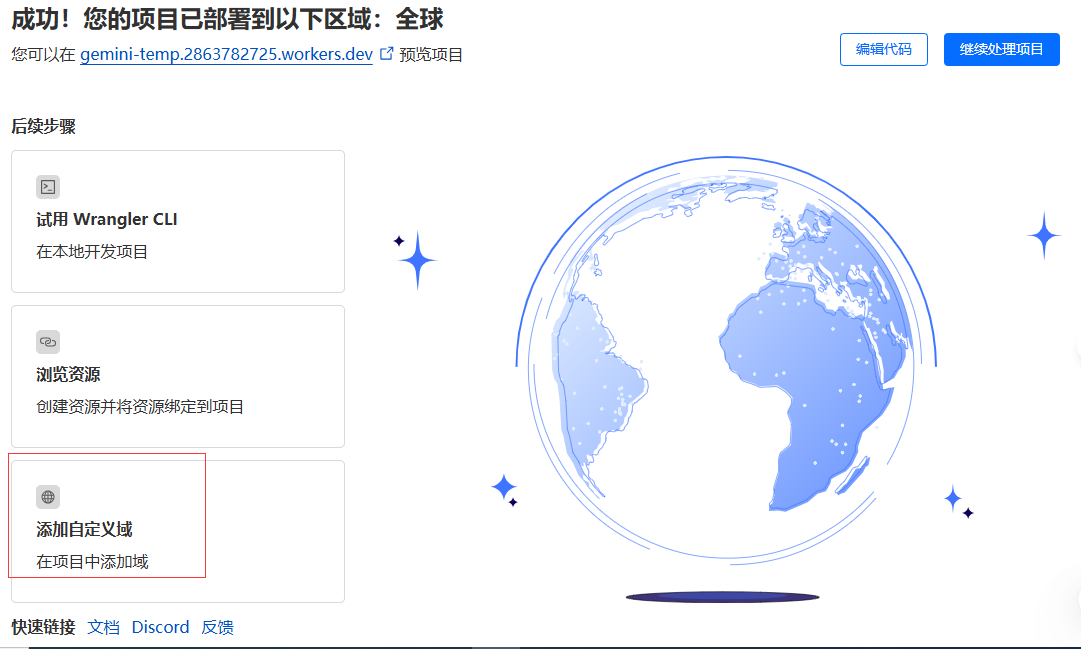 成功！您的项目已部署到以下区域：全球
您可以在 gemini-temp.2863782725.workers.dev 预览项目
编辑代码
继续处理项目
后续步骤
试用 Wrangler CLI
在本地开发项目
浏览资源
创建资源并将资源绑定到项目
添加自定义域
在项目中添加域
快速链接 文档 Discord 反馈